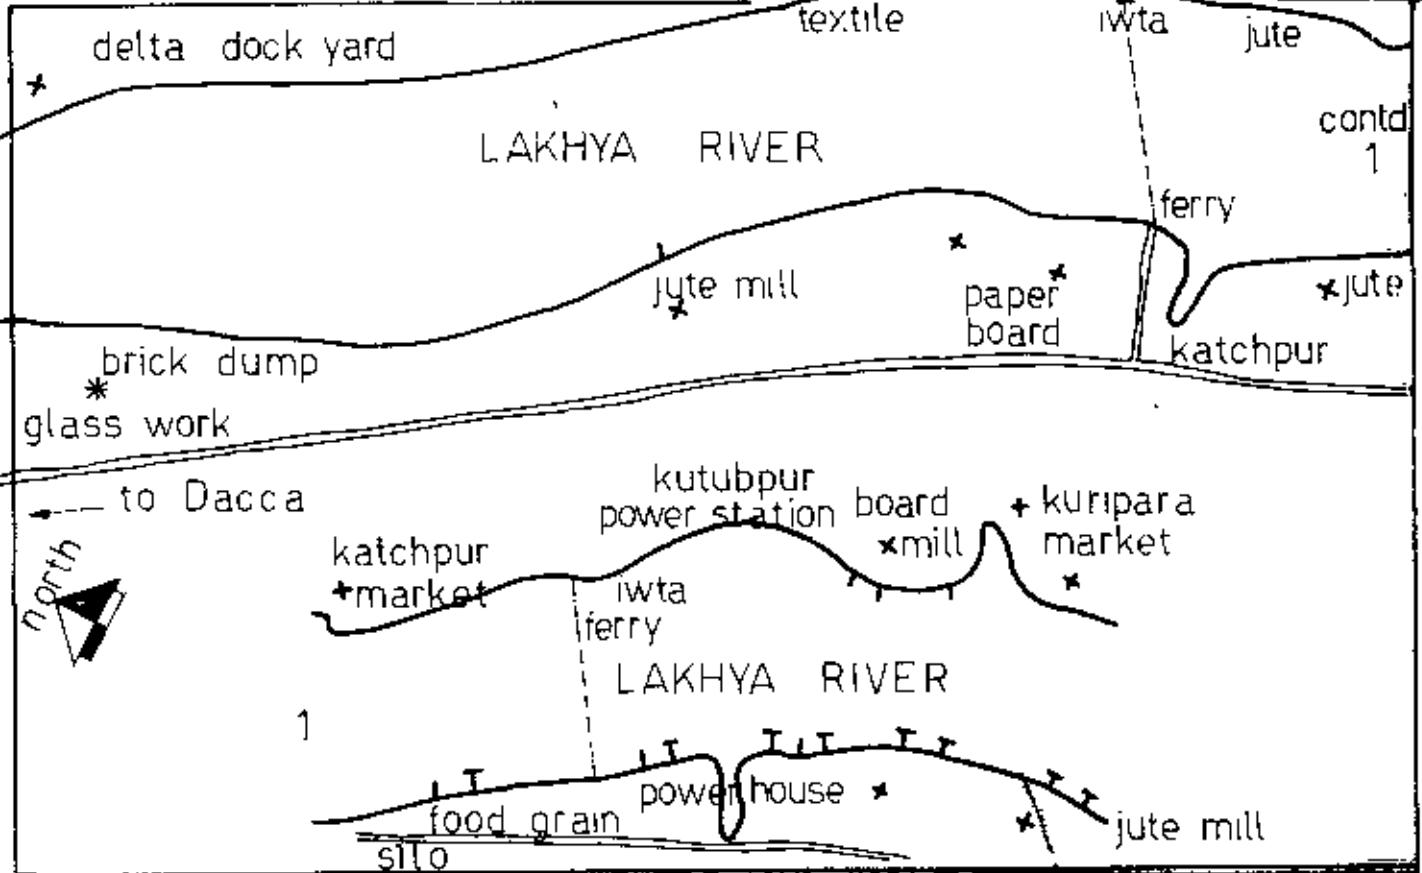 textile
iwta
jute
delta dock yard
contd
1
LAKHYA RIVER
ferry
jute mill
paper
board
jute
katchpur
brick dump
glass work
to Dacca
kutubpur
power station
board
mill
kuripara
market
north
katchpur
market
iwta
ferry
LAKHYA RIVER
1
power house
food grain
silo
jute mill